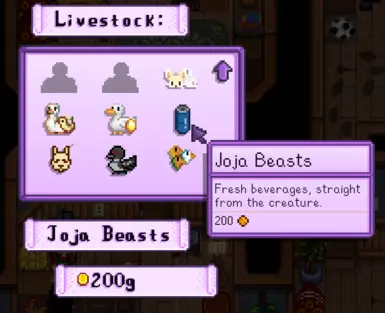 Livestock:
Joja Beasts
Fresh beverages, straight
from the creature.
200
Joja Beasts
200g